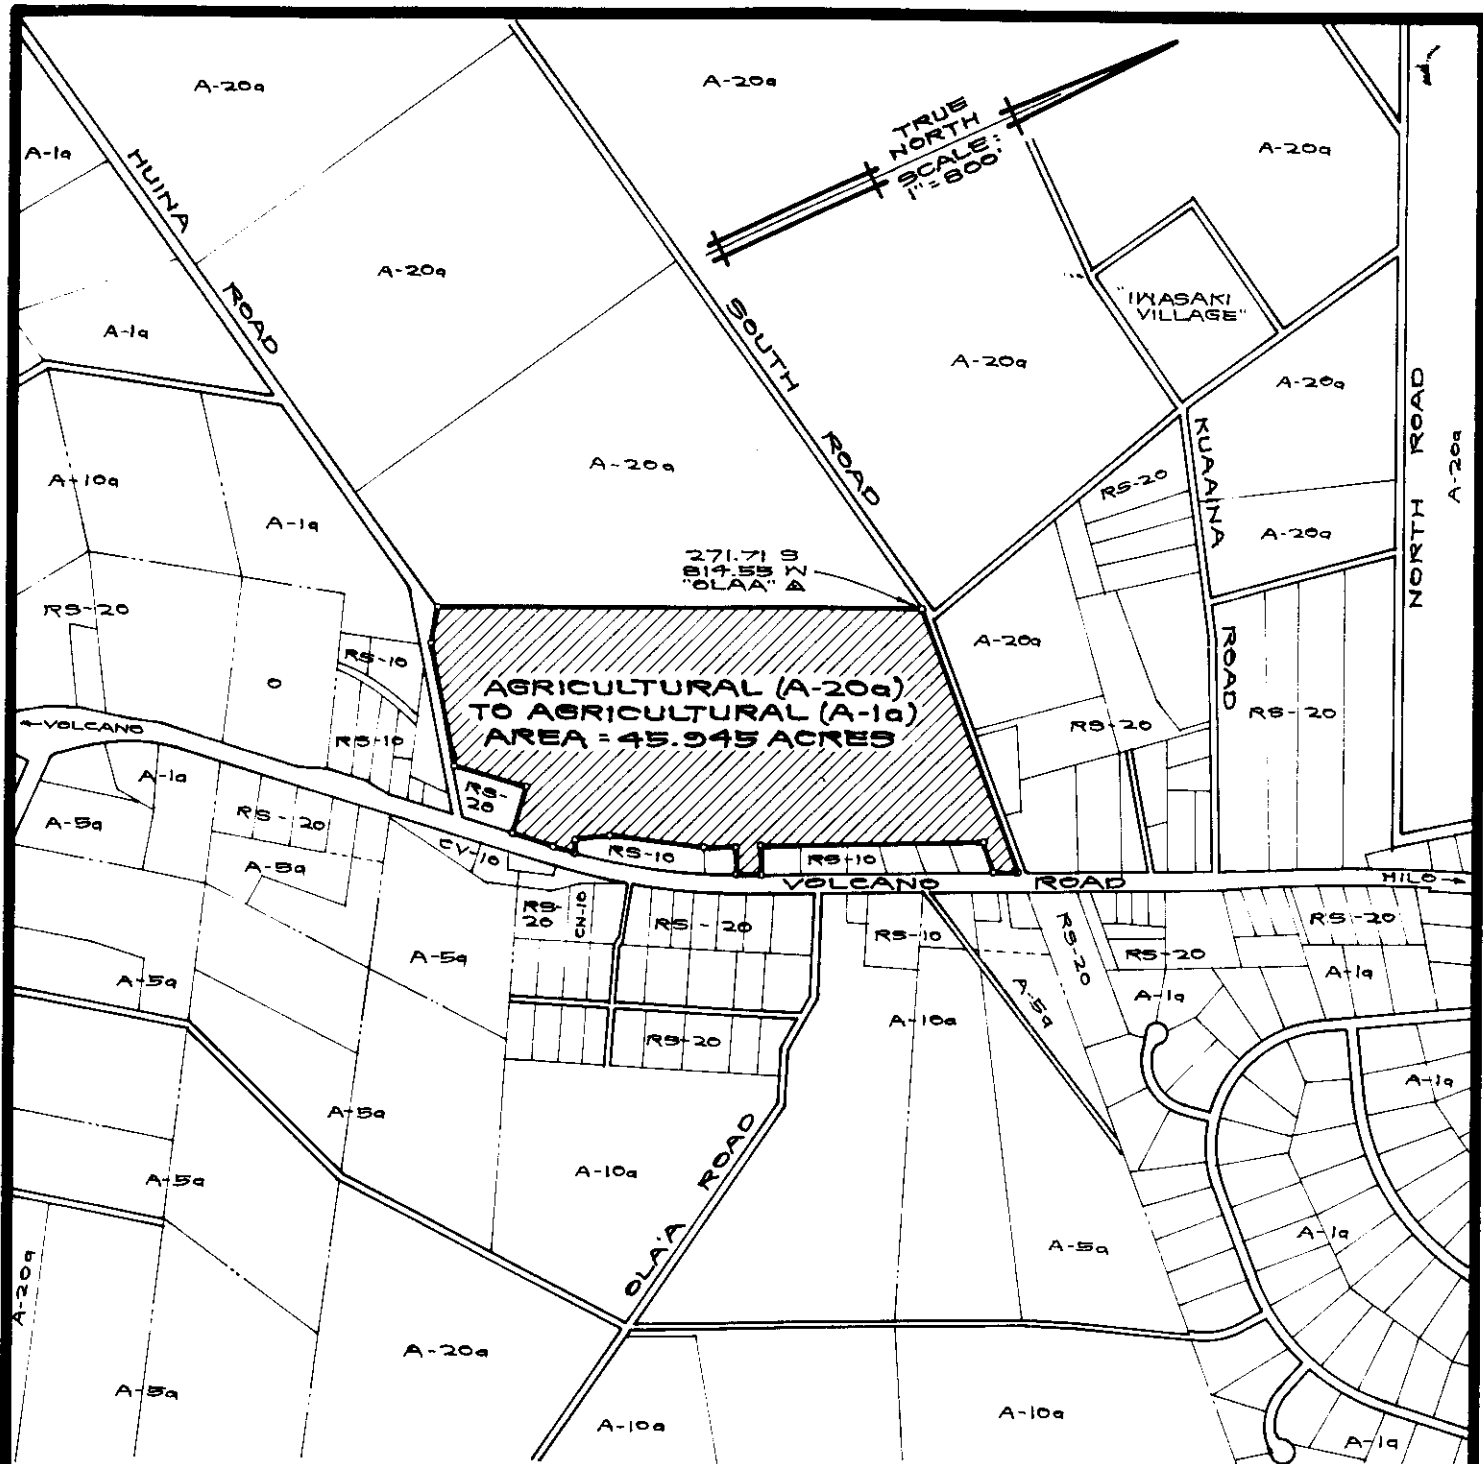 A-20a
A-20a
TRUE
NORTH
SCALE:
1"=800'
A-20a
A-1a
HUINA
ROAD
A-20a
A-1a
SOUTH
ROAD
"IWASAKI
VILLAGE"
A-20a
A-20a
NORTH ROAD
A-20a
A-20a
A-10a
A-1a
RS-20
KUAAINA
ROAD
A-20a
271.71 S
814.55 W
"OLAA"
RS-20
A-20a
RS-10
O
AGRICULTURAL (A-20a)
TO AGRICULTURAL (A-1a)
AREA = 45.945 ACRES
←VOLCANO
RS-10
RS-20
RS-20
A-1a
RS-
20
A-5a
RS-20
CV-10
RS-10
RS-10
A-5a
VOLCANO ROAD
HILO→
RS-
20
CN-10
RS-20
RS-10
RS-20
RS-20
RS-20
A-5a
A-5a
A-5a
A-1a
A-1a
A-10a
RS-20
A-5a
A-1a
A-5a
A-10a
OLA'A ROAD
A-5a
A-1a
A-20a
A-20a
A-5a
A-10a
A-10a
A-1a